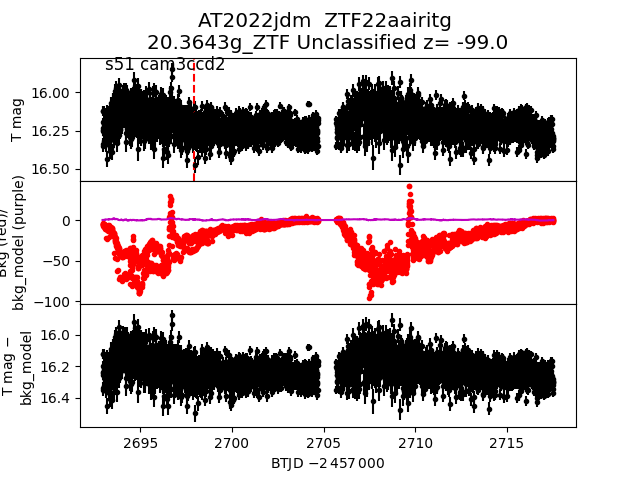 AT2022jdm  ZTF22aairitg
20.3643g_ZTF Unclassified z= -99.0
s51 cam3ccd2
T mag
16.00
16.25
16.50
Bkg (red)/
bkg_model (purple)
0
−50
−100
T mag −
bkg_model
16.0
16.2
16.4
2695
2700
2705
2710
2715
BTJD −2 457 000